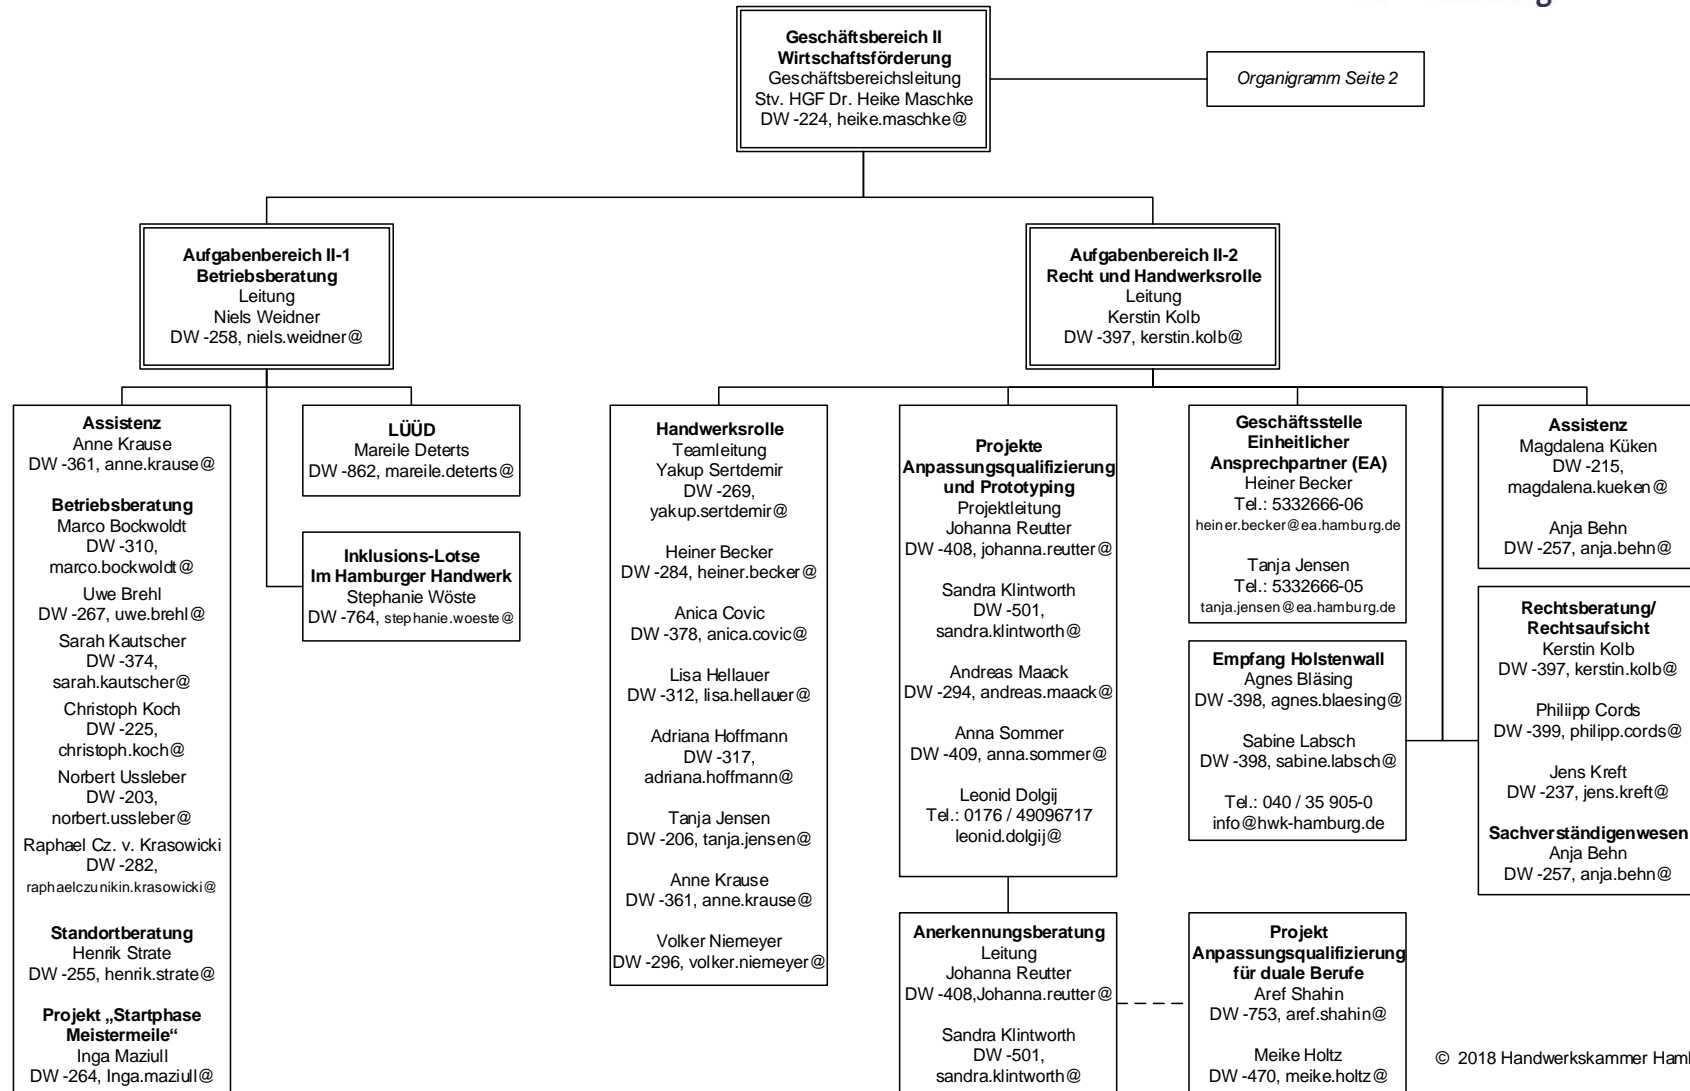 Geschäftsbereich II
Wirtschaftsförderung
Geschäftsbereichsleitung
Stv. HGF Dr. Heike Maschke
DW -224, heike.maschke@
Organigramm Seite 2
Aufgabenbereich II-1
Betriebsberatung
Leitung
Niels Weidner
DW -258, niels.weidner@
Aufgabenbereich II-2
Recht und Handwerksrolle
Leitung
Kerstin Kolb
DW -397, kerstin.kolb@
Assistenz
Anne Krause
DW -361, anne.krause@
Betriebsberatung
Marco Bockwoldt
DW -310,
marco.bockwoldt@
Uwe Brehl
DW -267, uwe.brehl@
Sarah Kautscher
DW -374,
sarah.kautscher@
Christoph Koch
DW -225,
christoph.koch@
Norbert Ussleber
DW -203,
norbert.ussleber@
Raphael Cz. v. Krasowicki
DW -282,
raphaelczunikin.krasowicki@
Standortberatung
Henrik Strate
DW -255, henrik.strate@
Projekt „Startphase
Meistermeile“
Inga Maziull
DW -264, Inga.maziull@
LÜÜD
Mareile Deterts
DW -862, mareile.deterts@
Inklusions-Lotse
Im Hamburger Handwerk
Stephanie Wöste
DW -764, stephanie.woeste@
Handwerksrolle
Teamleitung
Yakup Sertdemir
DW -269,
yakup.sertdemir@
Heiner Becker
DW -284, heiner.becker@
Anica Covic
DW -378, anica.covic@
Lisa Hellauer
DW -312, lisa.hellauer@
Adriana Hoffmann
DW -317,
adriana.hoffmann@
Tanja Jensen
DW -206, tanja.jensen@
Anne Krause
DW -361, anne.krause@
Volker Niemeyer
DW -296, volker.niemeyer@
Projekte
Anpassungsqualifizierung
und Prototyping
Projektleitung
Johanna Reutter
DW -408, johanna.reutter@
Sandra Klintworth
DW -501,
sandra.klintworth@
Andreas Maack
DW -294, andreas.maack@
Anna Sommer
DW -409, anna.sommer@
Leonid Dolgij
Tel.: 0176 / 49096717
leonid.dolgij@
Anerkennungsberatung
Leitung
Johanna Reutter
DW -408,Johanna.reutter@
Sandra Klintworth
DW -501,
sandra.klintworth@
Geschäftsstelle
Einheitlicher
Ansprechpartner (EA)
Heiner Becker
Tel.: 5332666-06
heiner.becker@ea.hamburg.de
Tanja Jensen
Tel.: 5332666-05
tanja.jensen@ea.hamburg.de
Empfang Holstenwall
Agnes Bläsing
DW -398, agnes.blaesing@
Sabine Labsch
DW -398, sabine.labsch@
Tel.: 040 / 35 905-0
info@hwk-hamburg.de
Projekt
Anpassungsqualifizierung
für duale Berufe
Aref Shahin
DW -753, aref.shahin@
Meike Holtz
DW -470, meike.holtz@
Assistenz
Magdalena Küken
DW -215,
magdalena.kueken@
Anja Behn
DW -257, anja.behn@
Rechtsberatung/
Rechtsaufsicht
Kerstin Kolb
DW -397, kerstin.kolb@
Philiipp Cords
DW -399, philipp.cords@
Jens Kreft
DW -237, jens.kreft@
Sachverständigenwesen
Anja Behn
DW -257, anja.behn@
© 2018 Handwerkskammer Haml